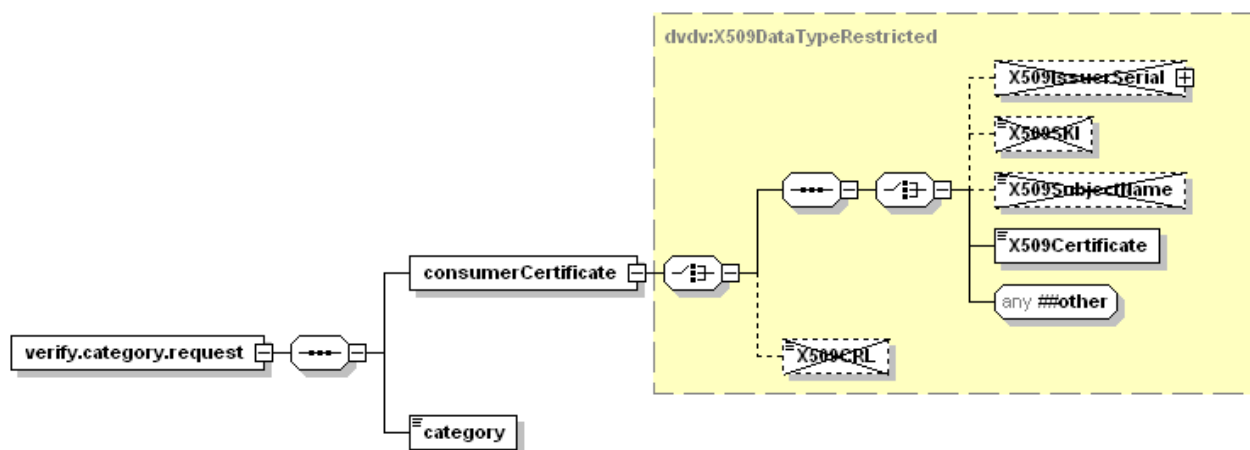 dvdv:X509DataTypeRestricted
X509IssuerSerial
X509SKI
X509SubjectName
X509Certificate
any ##other
consumerCertificate
verify.category.request
X509CRL
category